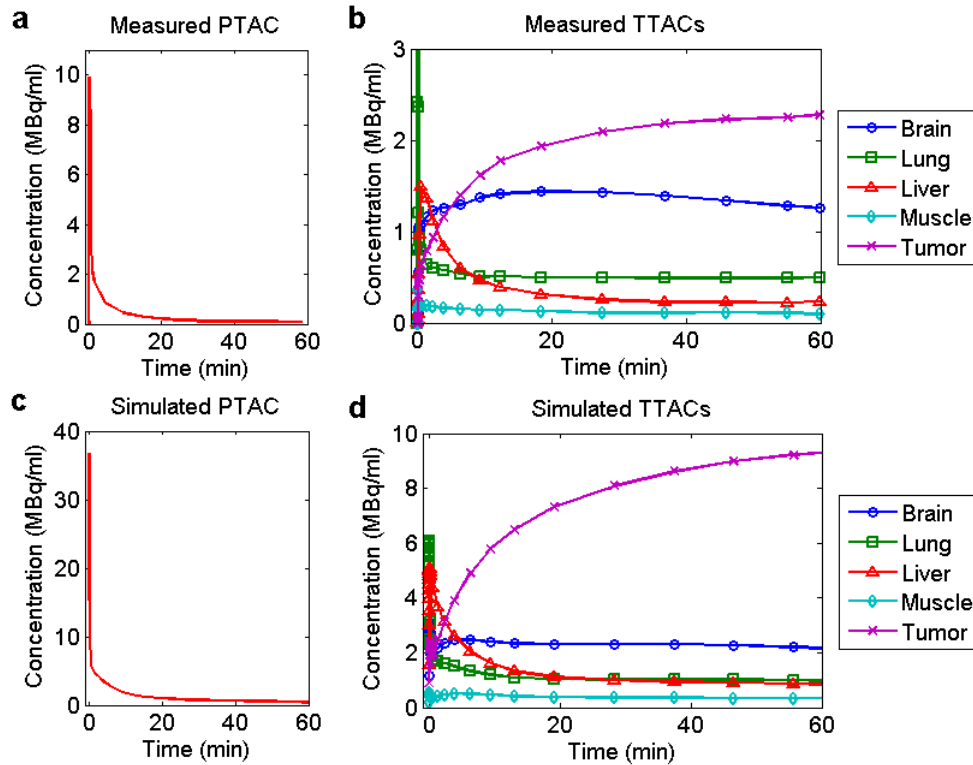 a
Measured PTAC
Concentration (MBq/ml)
10
8
6
4
2
0
0 20 40 60
Time (min)
b
Measured TTACs
Concentration (MBq/ml)
3
2
1
0
0 20 40 60
Time (min)
Brain
Lung
Liver
Muscle
Tumor
c
Simulated PTAC
Concentration (MBq/ml)
40
30
20
10
0
0 20 40 60
Time (min)
d
Simulated TTACs
Concentration (MBq/ml)
10
8
6
4
2
0
0 20 40 60
Time (min)
Brain
Lung
Liver
Muscle
Tumor